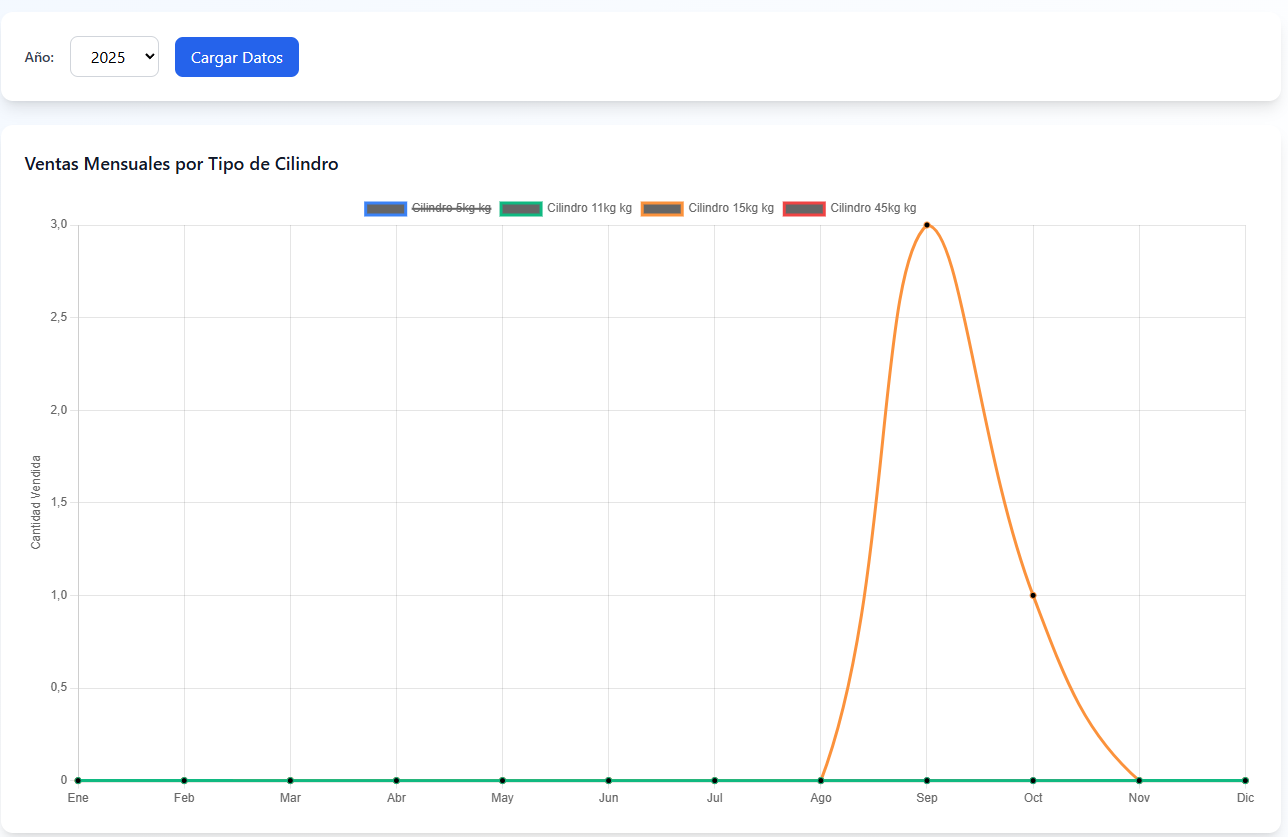 Año: 2025 Cargar Datos
Ventas Mensuales por Tipo de Cilindro
Cilindro 5kg kg Cilindro 11kg kg Cilindro 15kg kg Cilindro 45kg kg
Cantidad Vendida
3,0
2,5
2,0
1,5
1,0
0,5
0
Ene Feb Mar Abr May Jun Jul Ago Sep Oct Nov Dic